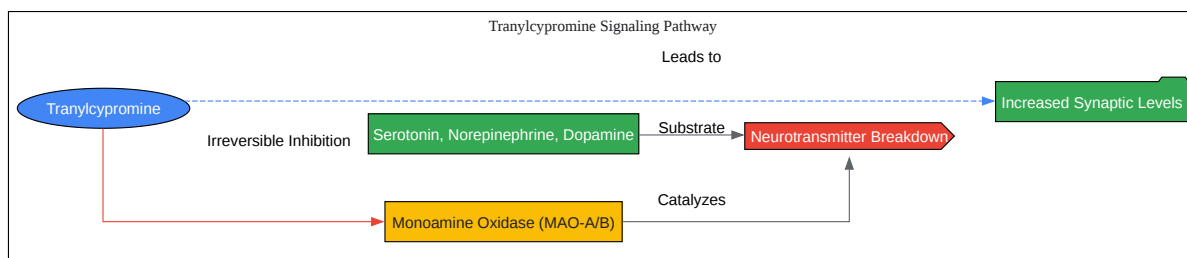 Tranylcypromine Signaling Pathway
Leads to
Tranylcypromine
Increased Synaptic Levels
Irreversible Inhibition
Serotonin, Norepinephrine, Dopamine
Substrate
Neurotransmitter Breakdown
Monoamine Oxidase (MAO-A/B)
Catalyzes